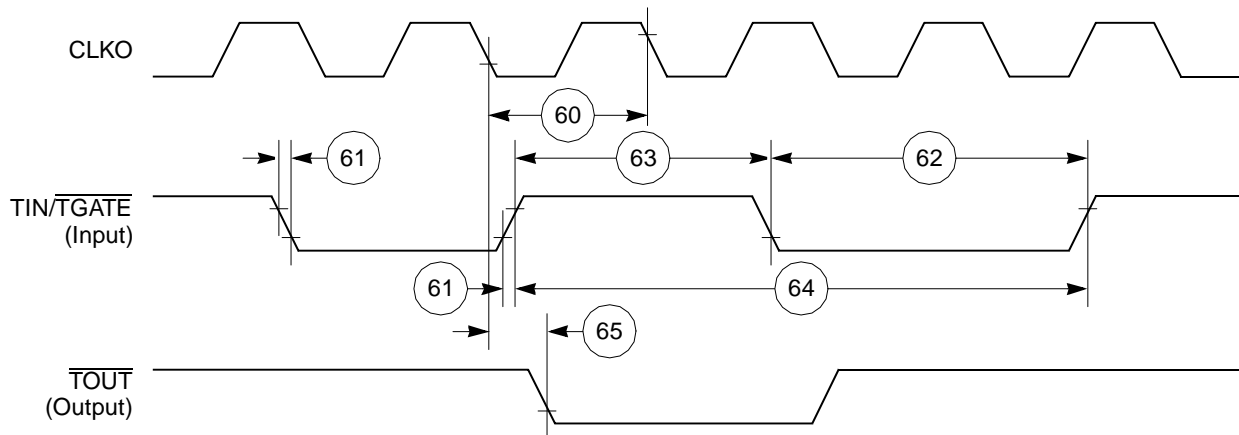 CLKO
60
61
63
62
TIN/TGATE
(Input)
61
64
65
TOUT
(Output)